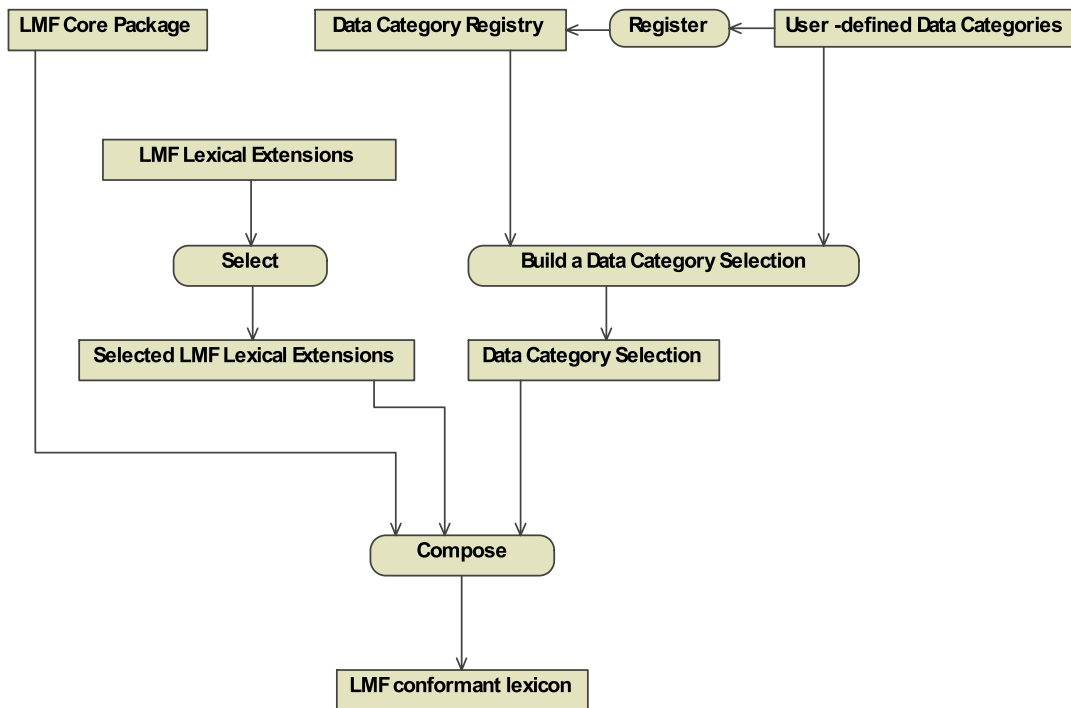 LMF Core Package
Data Category Registry
Register
User -defined Data Categories
LMF Lexical Extensions
Select
Build a Data Category Selection
Selected LMF Lexical Extensions
Data Category Selection
Compose
LMF conformant lexicon